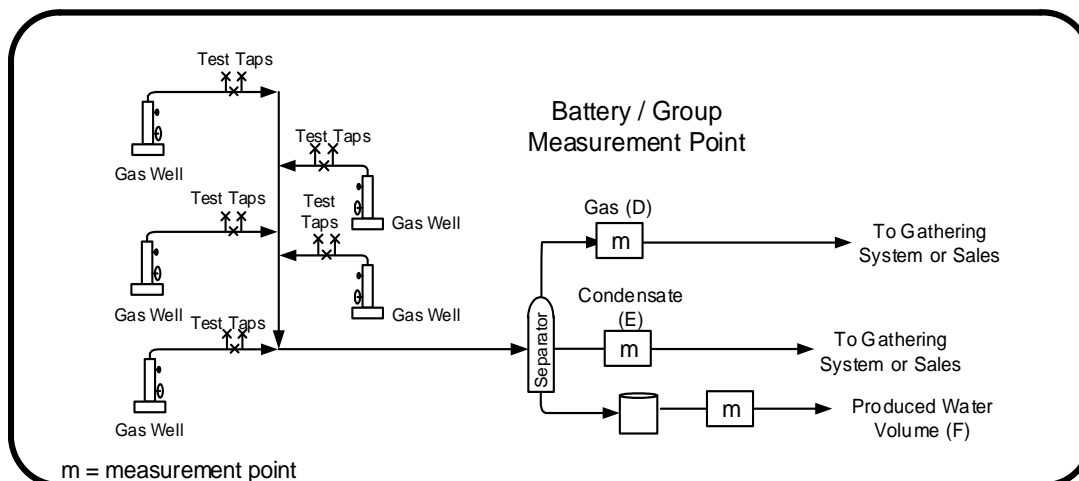 Test Taps
Gas Well
Test Taps
Gas Well
Test
Taps
Test Taps
Gas Well
Gas Well
Test Taps
Gas Well
Battery / Group
Measurement Point
Gas (D)
m
To Gathering
System or Sales
Condensate
(E)
m
To Gathering
System or Sales
Separator
m
Produced Water
Volume (F)
m = measurement point